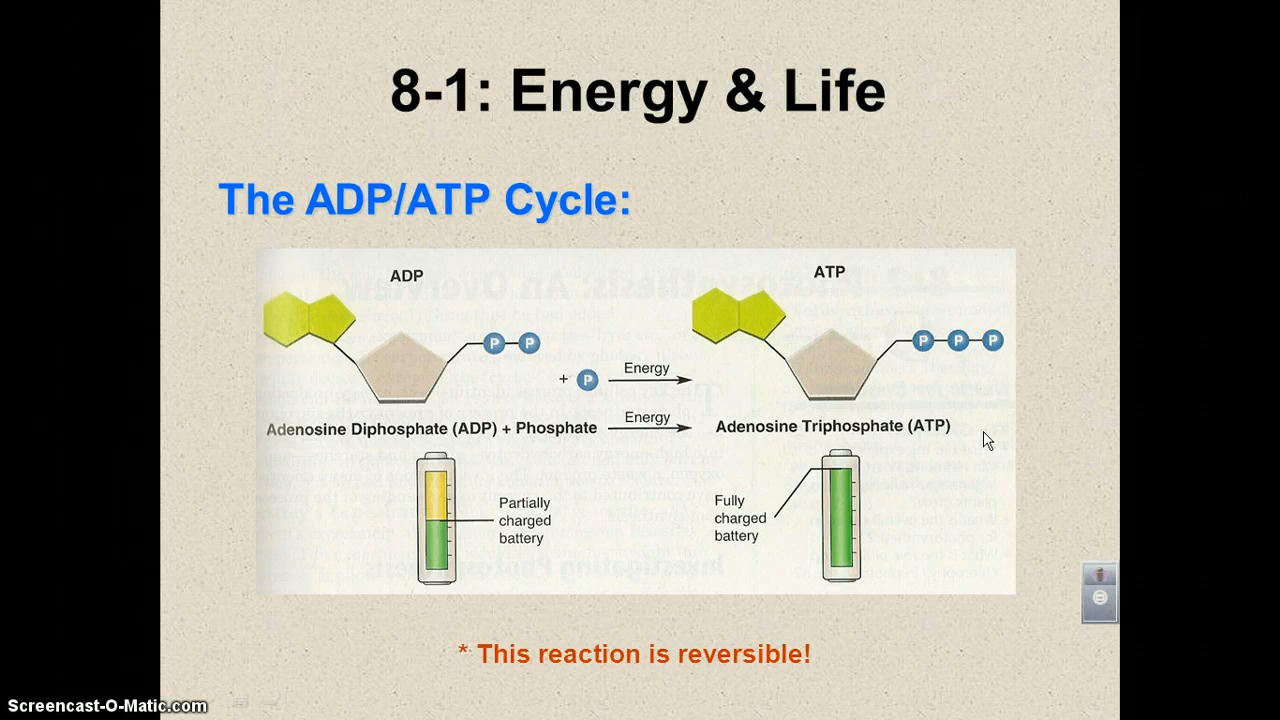 8-1: Energy & Life
The ADP/ATP Cycle:
ADP
ATP
P P
P P P
+ P
Energy
Energy
Adenosine Diphosphate (ADP) + Phosphate
Adenosine Triphosphate (ATP)
Partially
charged
battery
Fully
charged
battery
* This reaction is reversible!
Screencast-O-Matic.com